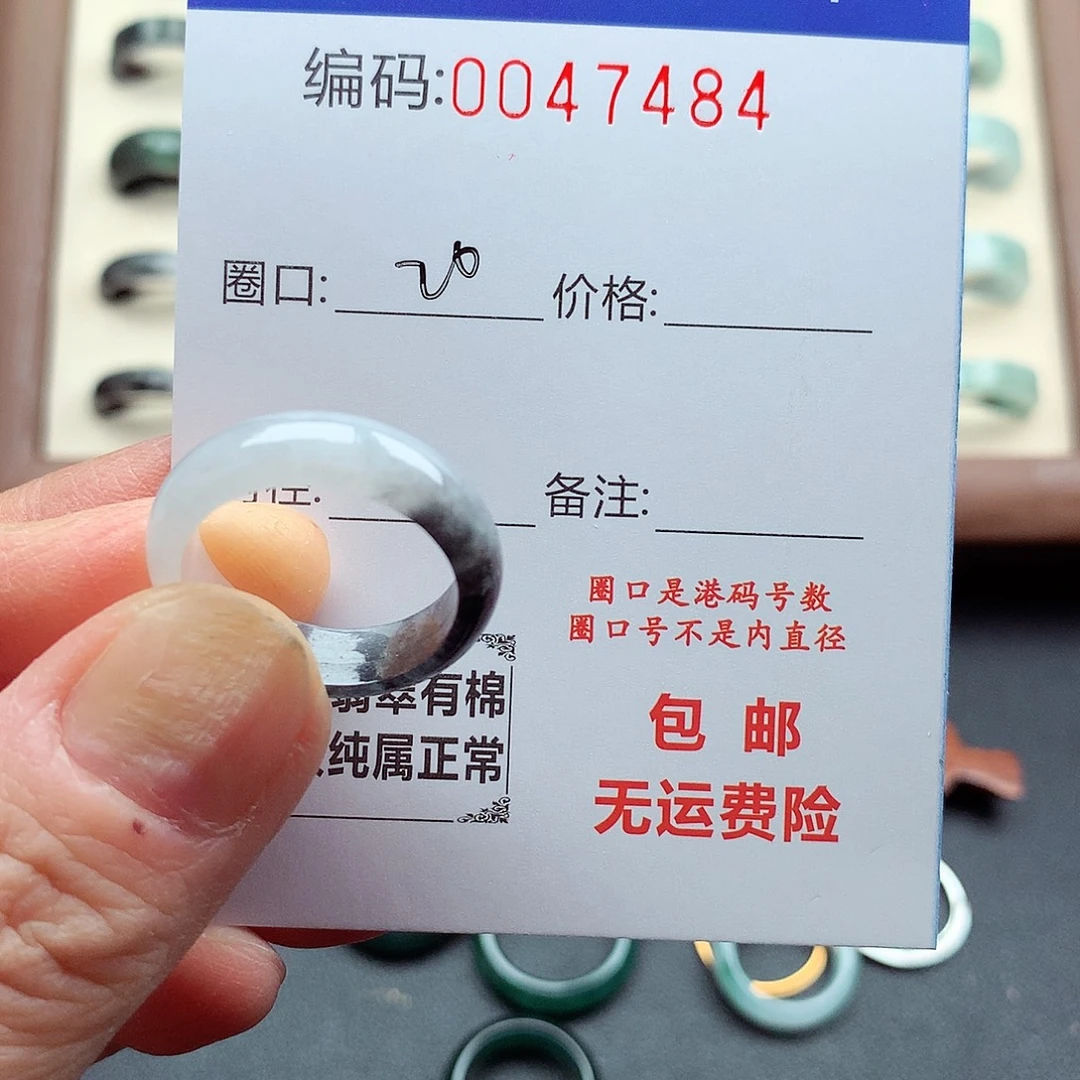 编码:0047484
圈口: 20 价格:
径: 备注:
圈口是港码号数
圈口号不是内直径
翡翠有棉
纯属正常
包邮
无运费险